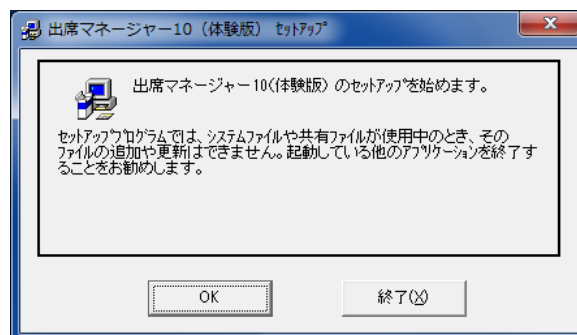 出席マネージャー10（体験版） ｾｯﾄｱｯﾌﾟ
出席マネージャー10(体験版) のｾｯﾄｱｯﾌﾟを始めます。
ｾｯﾄｱｯﾌﾟﾌﾟﾛｸﾞﾗﾑでは、ｼｽﾃﾑﾌｧｲﾙや共有ﾌｧｲﾙが使用中のとき、その
ﾌｧｲﾙの追加や更新はできません。起動している他のｱﾌﾟﾘｹｰｼｮﾝを終了す
ることをお勧めします。
OK
終了(X)